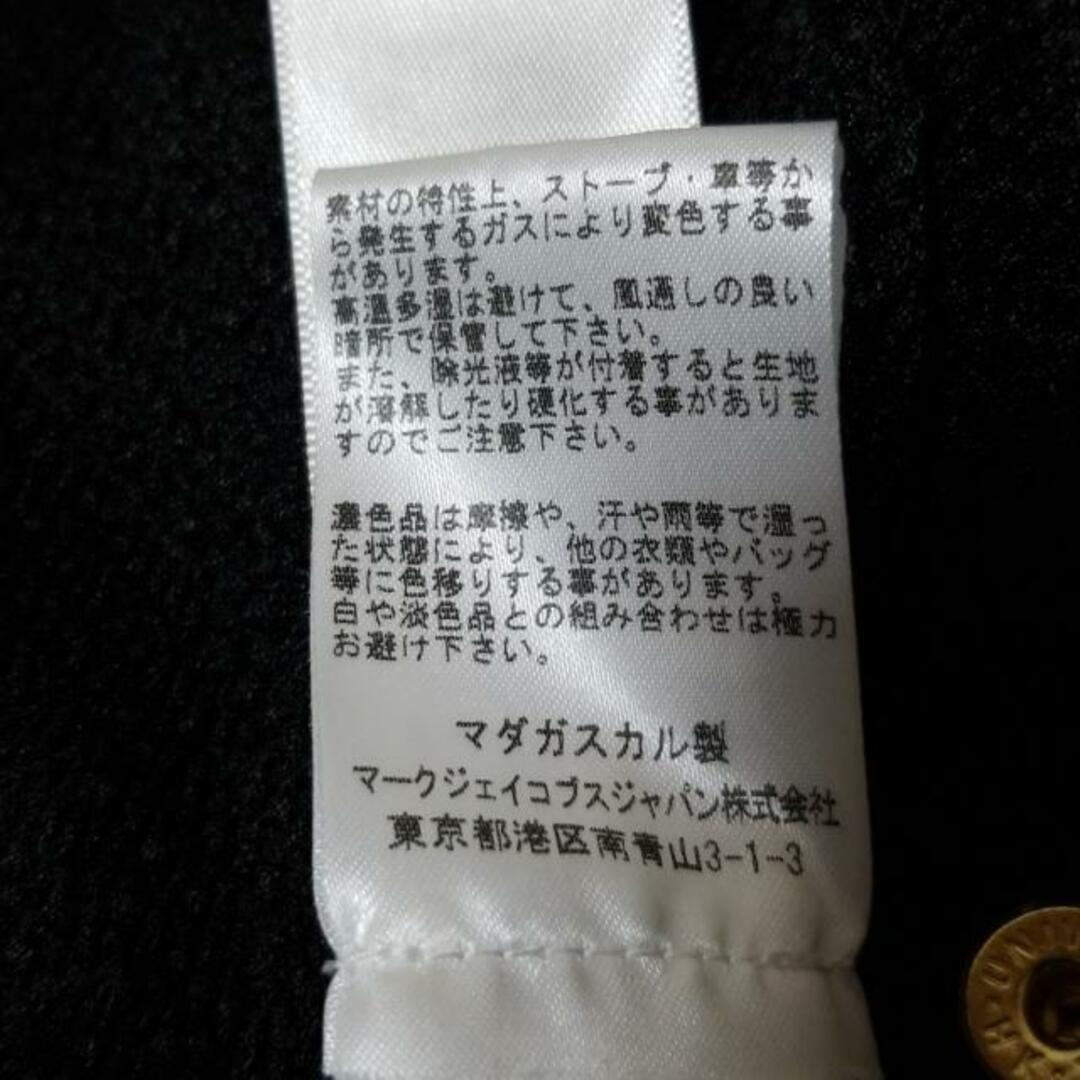 素材の特性上、ストーブ・車等か
ら発生するガスにより変色する事
があります。
高温多湿は避けて、風通しの良い
暗所で保管して下さい。
また、除光液等が付着すると生地
が溶解したり硬化する事がありま
すのでご注意下さい。
濃色品は摩擦や、汗や雨等で湿っ
た状態により、他の衣類やバッグ
等に色移りする事があります。
白や淡色品との組み合わせは極力
お避け下さい。
マダガスカル製
マークジェイコブスジャパン株式会社
東京都港区南青山3-1-3